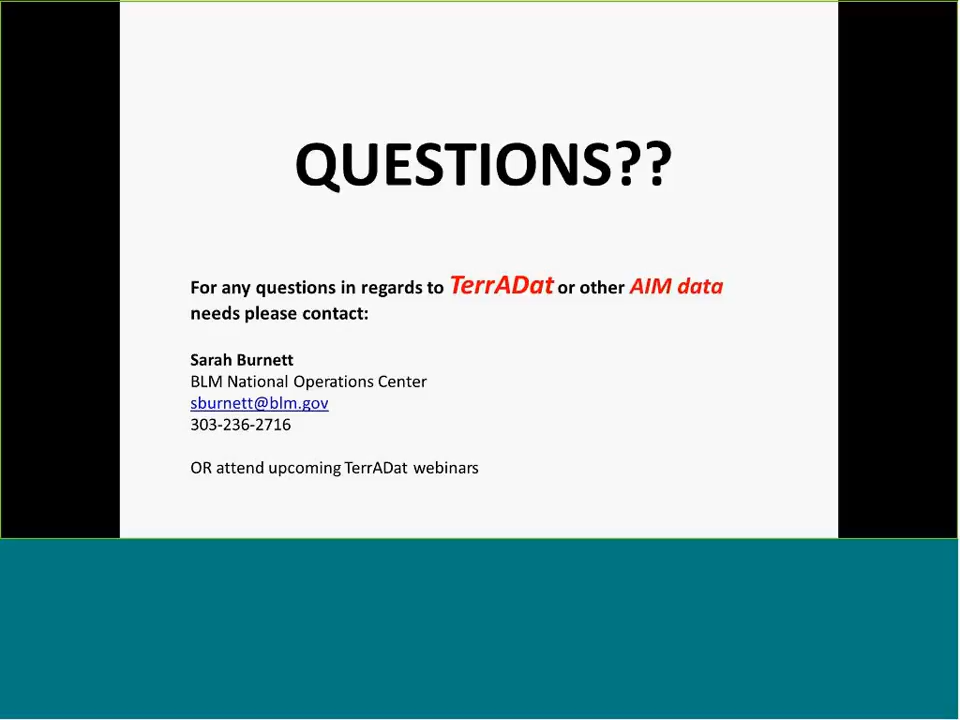 QUESTIONS??
For any questions in regards to TerrADat or other AIM data
needs please contact:
Sarah Burnett
BLM National Operations Center
sburnett@blm.gov
303-236-2716
OR attend upcoming TerrADat webinars